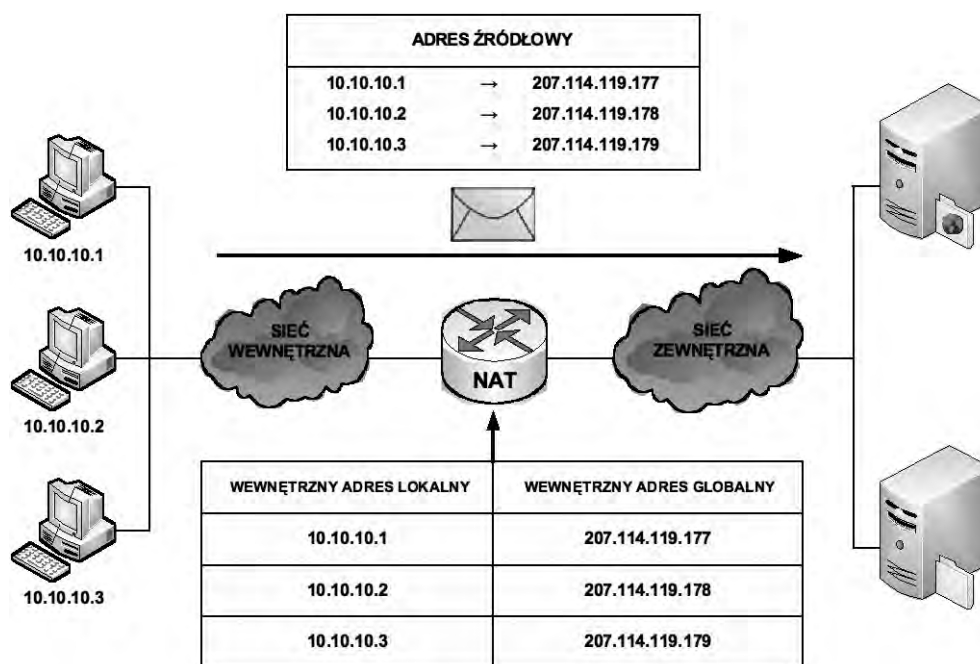 ADRES ŹRÓDŁOWY
10.10.10.1 → 207.114.119.177
10.10.10.2 → 207.114.119.178
10.10.10.3 → 207.114.119.179
10.10.10.1
10.10.10.2
10.10.10.3
SIEĆ
WEWNĘTRZNA
NAT
SIEĆ
ZEWNĘTRZNA
WEWNĘTRZNY ADRES LOKALNY WEWNĘTRZNY ADRES GLOBALNY
10.10.10.1 207.114.119.177
10.10.10.2 207.114.119.178
10.10.10.3 207.114.119.179